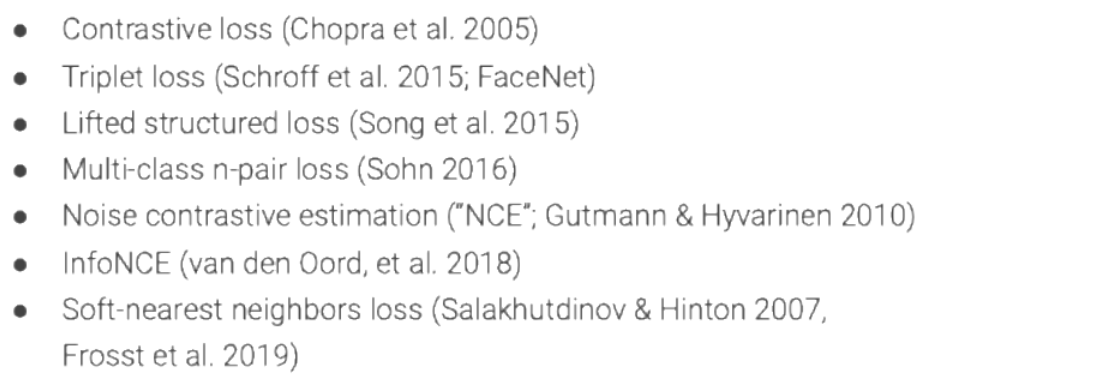 ● Contrastive loss (Chopra et al. 2005)
● Triplet loss (Schroff et al. 2015; FaceNet)
● Lifted structured loss (Song et al. 2015)
● Multi-class n-pair loss (Sohn 2016)
● Noise contrastive estimation ("NCE"; Gutmann & Hyvarinen 2010)
● InfoNCE (van den Oord, et al. 2018)
● Soft-nearest neighbors loss (Salakhutdinov & Hinton 2007,
Frosst et al. 2019)